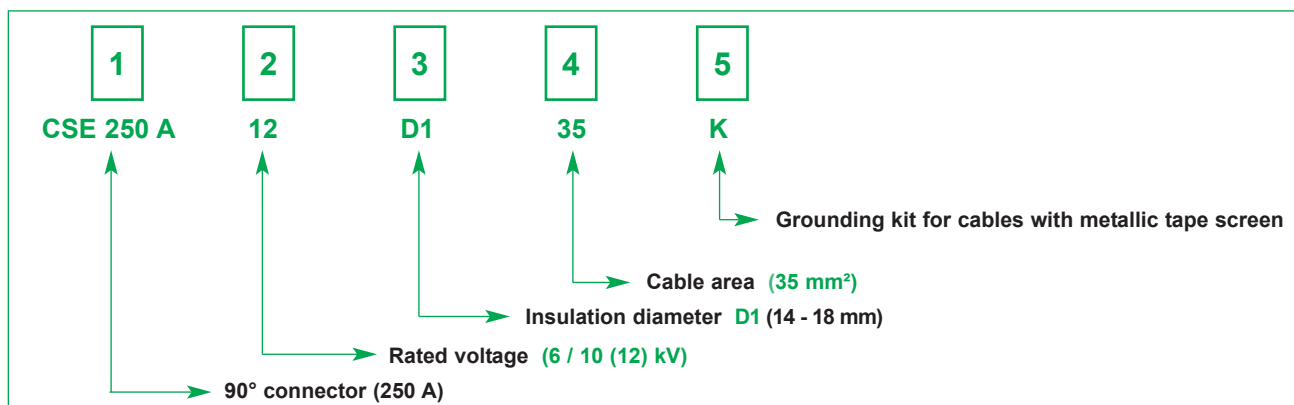 1 2 3 4 5
CSE 250 A 12 D1 35 K
Grounding kit for cables with metallic tape screen
Cable area (35 mm²)
Insulation diameter D1 (14 - 18 mm)
Rated voltage (6 / 10 (12) kV)
90° connector (250 A)